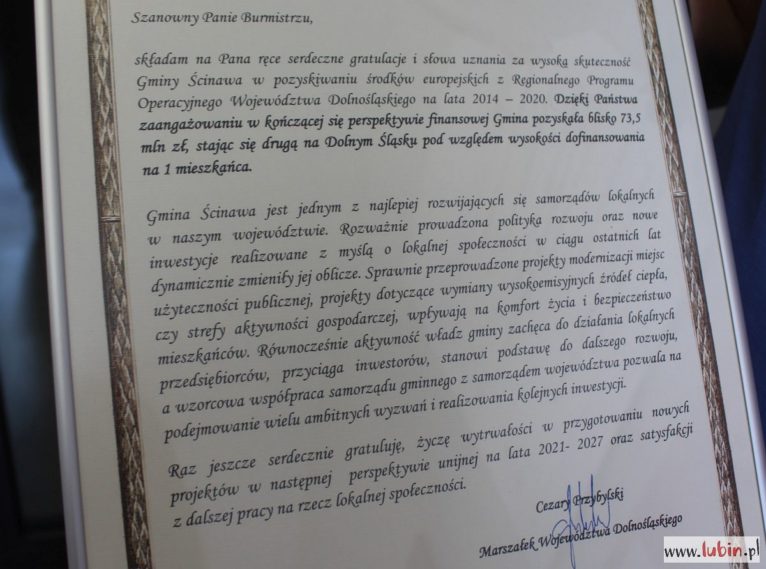 Szanowny Panie Burmistrzu,
składam na Pana ręce serdeczne gratulacje i słowa uznania za wysoką skuteczność
Gminy Ścinawa w pozyskiwaniu środków europejskich z Regionalnego Programu
Operacyjnego Województwa Dolnośląskiego na lata 2014 – 2020. Dzięki Państwa
zaangażowaniu w kończącej się perspektywie finansowej Gmina pozyskała blisko 73,5
mln zł, stając się drugą na Dolnym Śląsku pod względem wysokości dofinansowania
na 1 mieszkańca.
Gmina Ścinawa jest jednym z najlepiej rozwijających się samorządów lokalnych
w naszym województwie. Rozważnie prowadzona polityka rozwoju oraz nowe
inwestycje realizowane z myślą o lokalnej społeczności w ciągu ostatnich lat
dynamicznie zmieniły jej oblicze. Sprawnie przeprowadzone projekty modernizacji miejsc
użyteczności publicznej, projekty dotyczące wymiany wysokoemisyjnych źródeł ciepła,
czy strefy aktywności gospodarczej, wpływają na komfort życia i bezpieczeństwo
mieszkańców. Równocześnie aktywność władz gminy zachęca do działania lokalnych
przedsiębiorców, przyciąga inwestorów, stanowi podstawę do dalszego rozwoju,
a wzorcowa współpraca samorządu gminnego z samorządem województwa pozwala na
podejmowanie wielu ambitnych wyzwań i realizowania kolejnych inwestycji.
Raz jeszcze serdecznie gratuluję, życzę wytrwałości w przygotowaniu nowych
projektów w następnej perspektywie unijnej na lata 2021- 2027 oraz satysfakcji
z dalszej pracy na rzecz lokalnej społeczności.
Cezary Przybylski
Marszałek Województwa Dolnośląskiego
www.lubin.pl